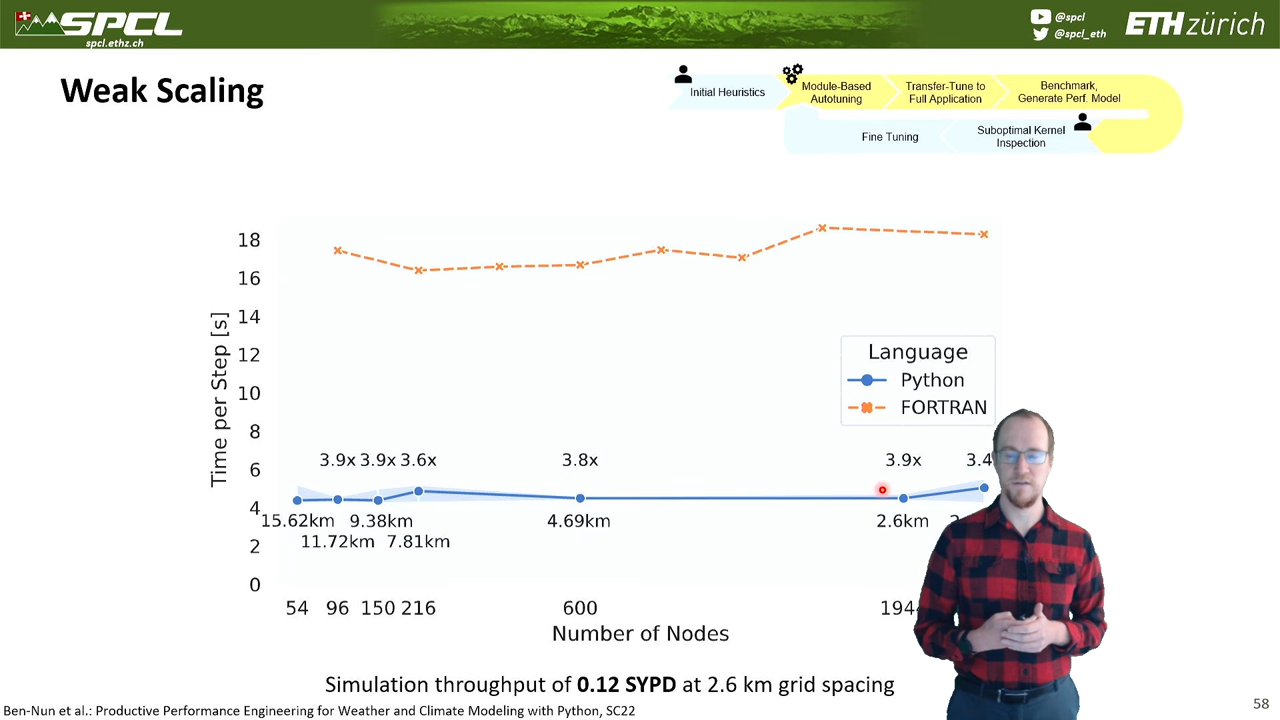 SPCL
spcl.ethz.ch
@spcl
@spcl_eth
ETH zürich
Weak Scaling
Initial Heuristics
Module-Based
Autotuning
Transfer-Tune to
Full Application
Benchmark,
Generate Perf. Model
Fine Tuning
Suboptimal Kernel
Inspection
18
16
14
12
10
8
6
4
2
0
Time per Step [s]
Language
Python
FORTRAN
3.9x 3.9x 3.6x 3.8x 3.9x 3.4
15.62km 9.38km 4.69km 2.6km
11.72km 7.81km
54 96 150 216 600 194
Number of Nodes
Simulation throughput of 0.12 SYPD at 2.6 km grid spacing
Ben-Nun et al.: Productive Performance Engineering for Weather and Climate Modeling with Python, SC22
58